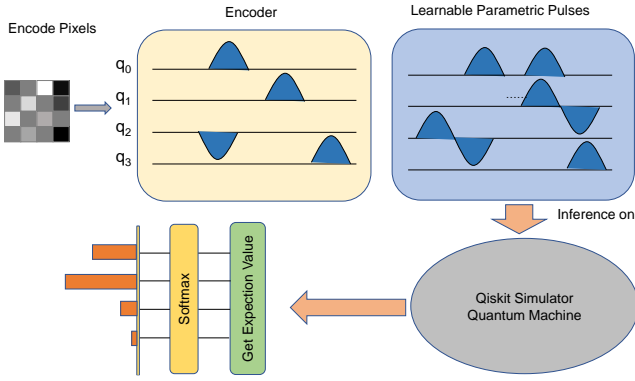 Encode Pixels
Encoder
Learnable Parametric Pulses
q0
q1
q2
q3
......
Inference on
Qiskit Simulator
Quantum Machine
Get Expection Value
Softmax